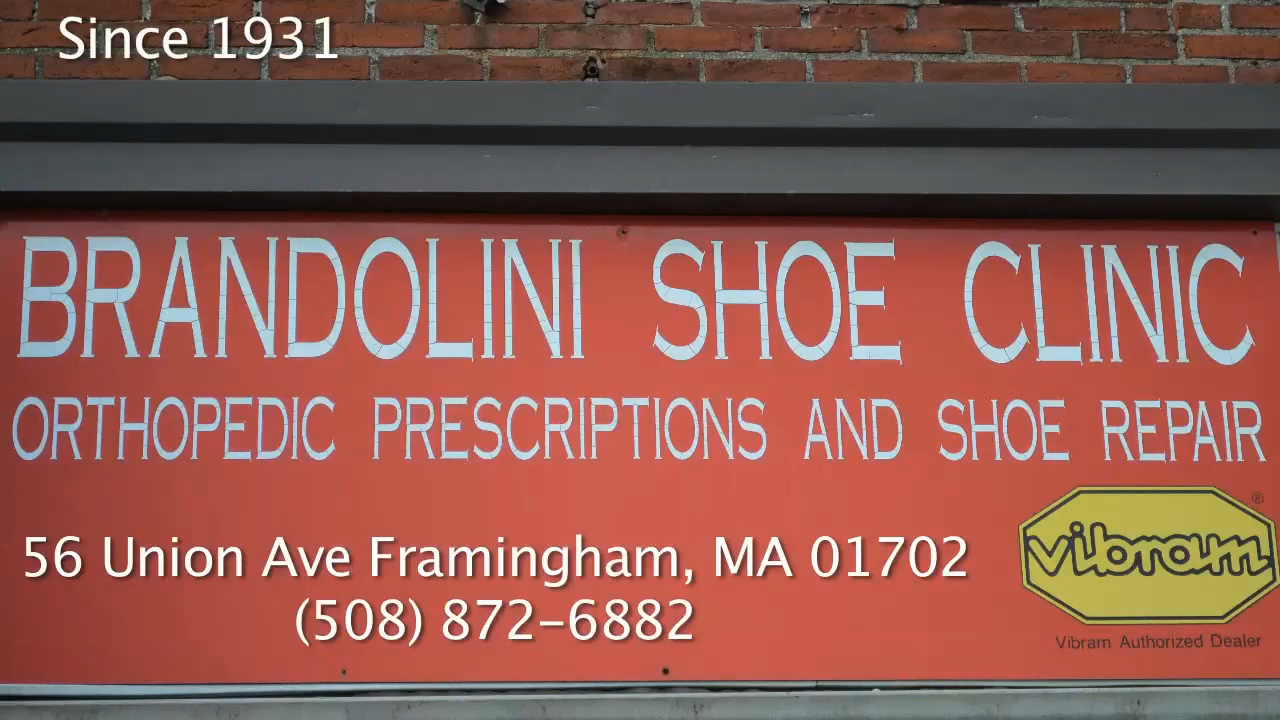 Since 1931
BRANDOLINI SHOE CLINIC
ORTHOPEDIC PRESCRIPTIONS AND SHOE REPAIR
56 Union Ave Framingham, MA 01702
(508) 872-6882
®
vibram
Vibram Authorized Dealer